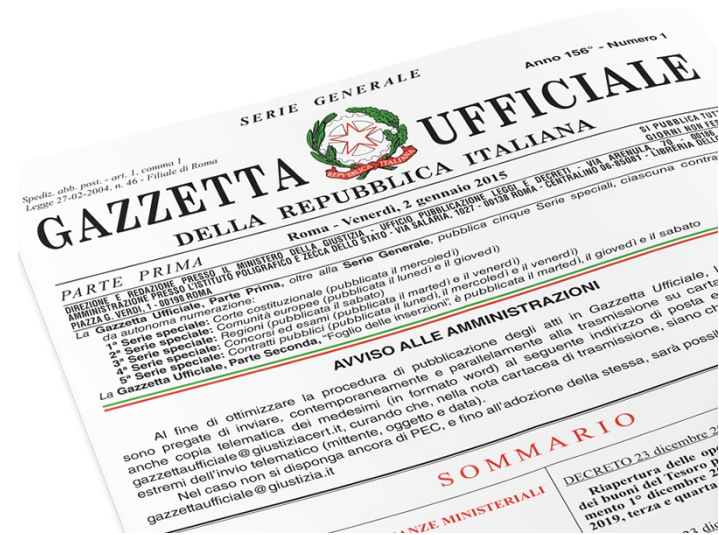 SERIE GENERALE
Anno 156° - Numero 1
Spediz. abb. post. - art. 1, comma 1
Legge 27-02-2004, n. 46 - Filiale di Roma
GAZZETTA UFFICIALE
REPVBBLICA ITALIANA
DELLA REPUBBLICA ITALIANA
PARTE PRIMA
Roma - Venerdì, 2 gennaio 2015
SI PUBBLICA TUTT
GIORNI NON FES
DIREZIONE E REDAZIONE PRESSO IL MINISTERO DELLA GIUSTIZIA - UFFICIO PUBBLICAZIONE LEGGI E DECRETI - VIA ARENULA, 70 - 00186
AMMINISTRAZIONE PRESSO L'ISTITUTO POLIGRAFICO E ZECCA DELLO STATO - VIA SALARIA, 1027 - 00138 ROMA - CENTRALINO 06-85081 - LIBRERIA DELLO
PIAZZA G. VERDI, 1 - 00198 ROMA
La Gazzetta Ufficiale, Parte Prima, oltre alla Serie Generale, pubblica cinque Serie speciali, ciascuna contra
da autonoma numerazione:
1ª Serie speciale: Corte costituzionale (pubblicata il mercoledì)
2ª Serie speciale: Comunità europee (pubblicata il lunedì e il giovedì)
3ª Serie speciale: Regioni (pubblicata il sabato)
4ª Serie speciale: Concorsi ed esami (pubblicata il martedì e il venerdì)
5ª Serie speciale: Contratti pubblici (pubblicata il lunedì, il mercoledì e il venerdì)
La Gazzetta Ufficiale, Parte Seconda, "Foglio delle inserzioni", è pubblicata il martedì, il giovedì e il sabato
AVVISO ALLE AMMINISTRAZIONI
Al fine di ottimizzare la procedura di pubblicazione degli atti in Gazzetta Ufficiale,
sono pregate di inviare, contemporaneamente e parallelamente alla trasmissione su carta
anche copia telematica dei medesimi (in formato word) al seguente indirizzo di posta e
gazzettaufficiale@giustiziacert.it, curando che, nella nota cartacea di trasmissione, siano ch
estremi dell'invio telematico (mittente, oggetto e data).
Nel caso non si disponga ancora di PEC, e fino all'adozione della stessa, sarà possi
gazzettaufficiale@giustizia.it
SOMMARIO
ANZE MINISTERIALI
DECRETO 23 dicembre 20
Riapertura delle ope
dei buoni del Tesoro p
mento 1° dicembre 2
2019, terza e quarta
23 dic